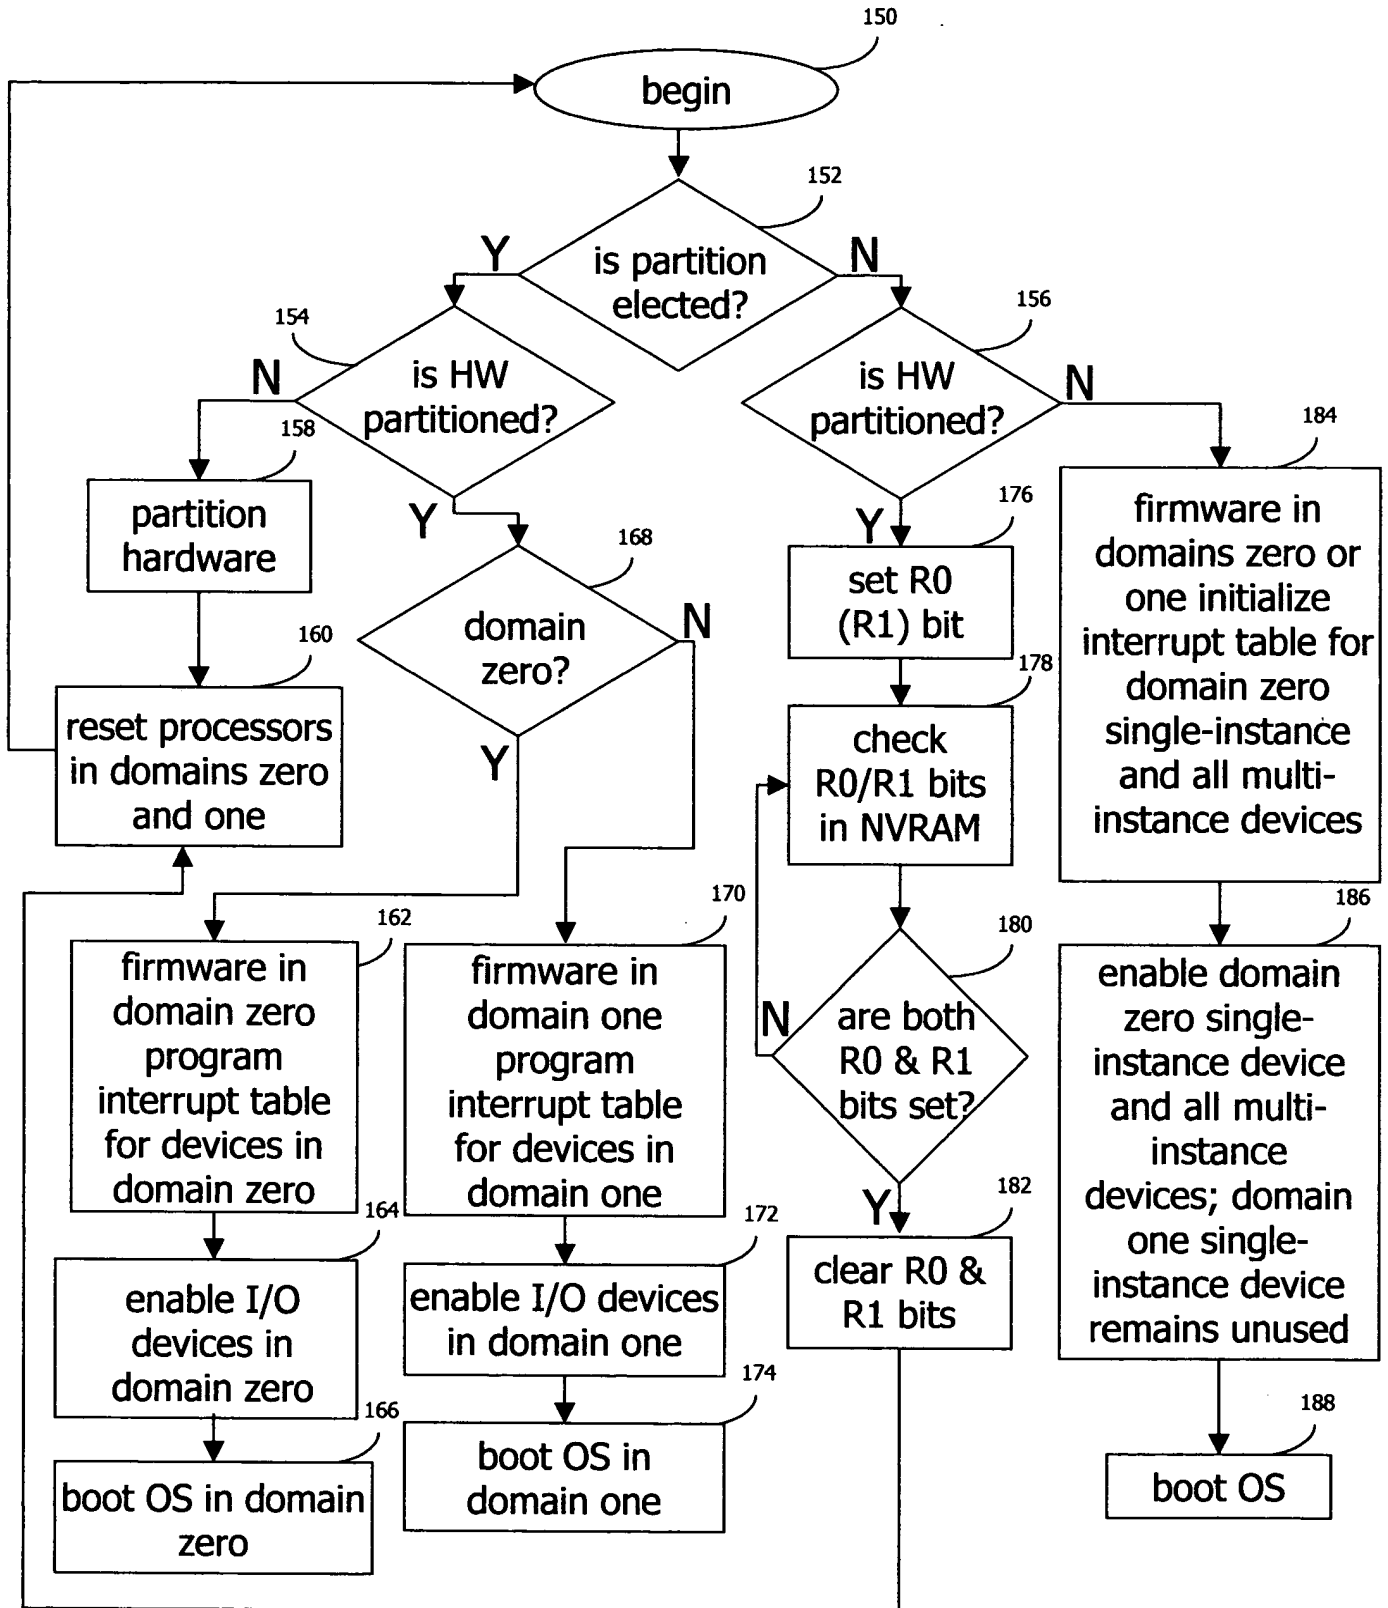 150
begin
152
is partition
elected?
Y
N
154
is HW
partitioned?
N
Y
156
is HW
partitioned?
N
Y
158
partition
hardware
160
reset processors
in domains zero
and one
168
domain
zero?
N
Y
176
set R0
(R1) bit
178
check
R0/R1 bits
in NVRAM
180
are both
R0 & R1
bits set?
N
Y
182
clear R0 &
R1 bits
184
firmware in
domains zero or
one initialize
interrupt table for
domain zero
single-instance
and all multi-
instance devices
186
enable domain
zero single-
instance device
and all multi-
instance
devices; domain
one single-
instance device
remains unused
188
boot OS
162
firmware in
domain zero
program
interrupt table
for devices in
domain zero
164
enable I/O
devices in
domain zero
166
boot OS in domain
zero
170
firmware in
domain one
program
interrupt table
for devices in
domain one
172
enable I/O devices
in domain one
174
boot OS in
domain one